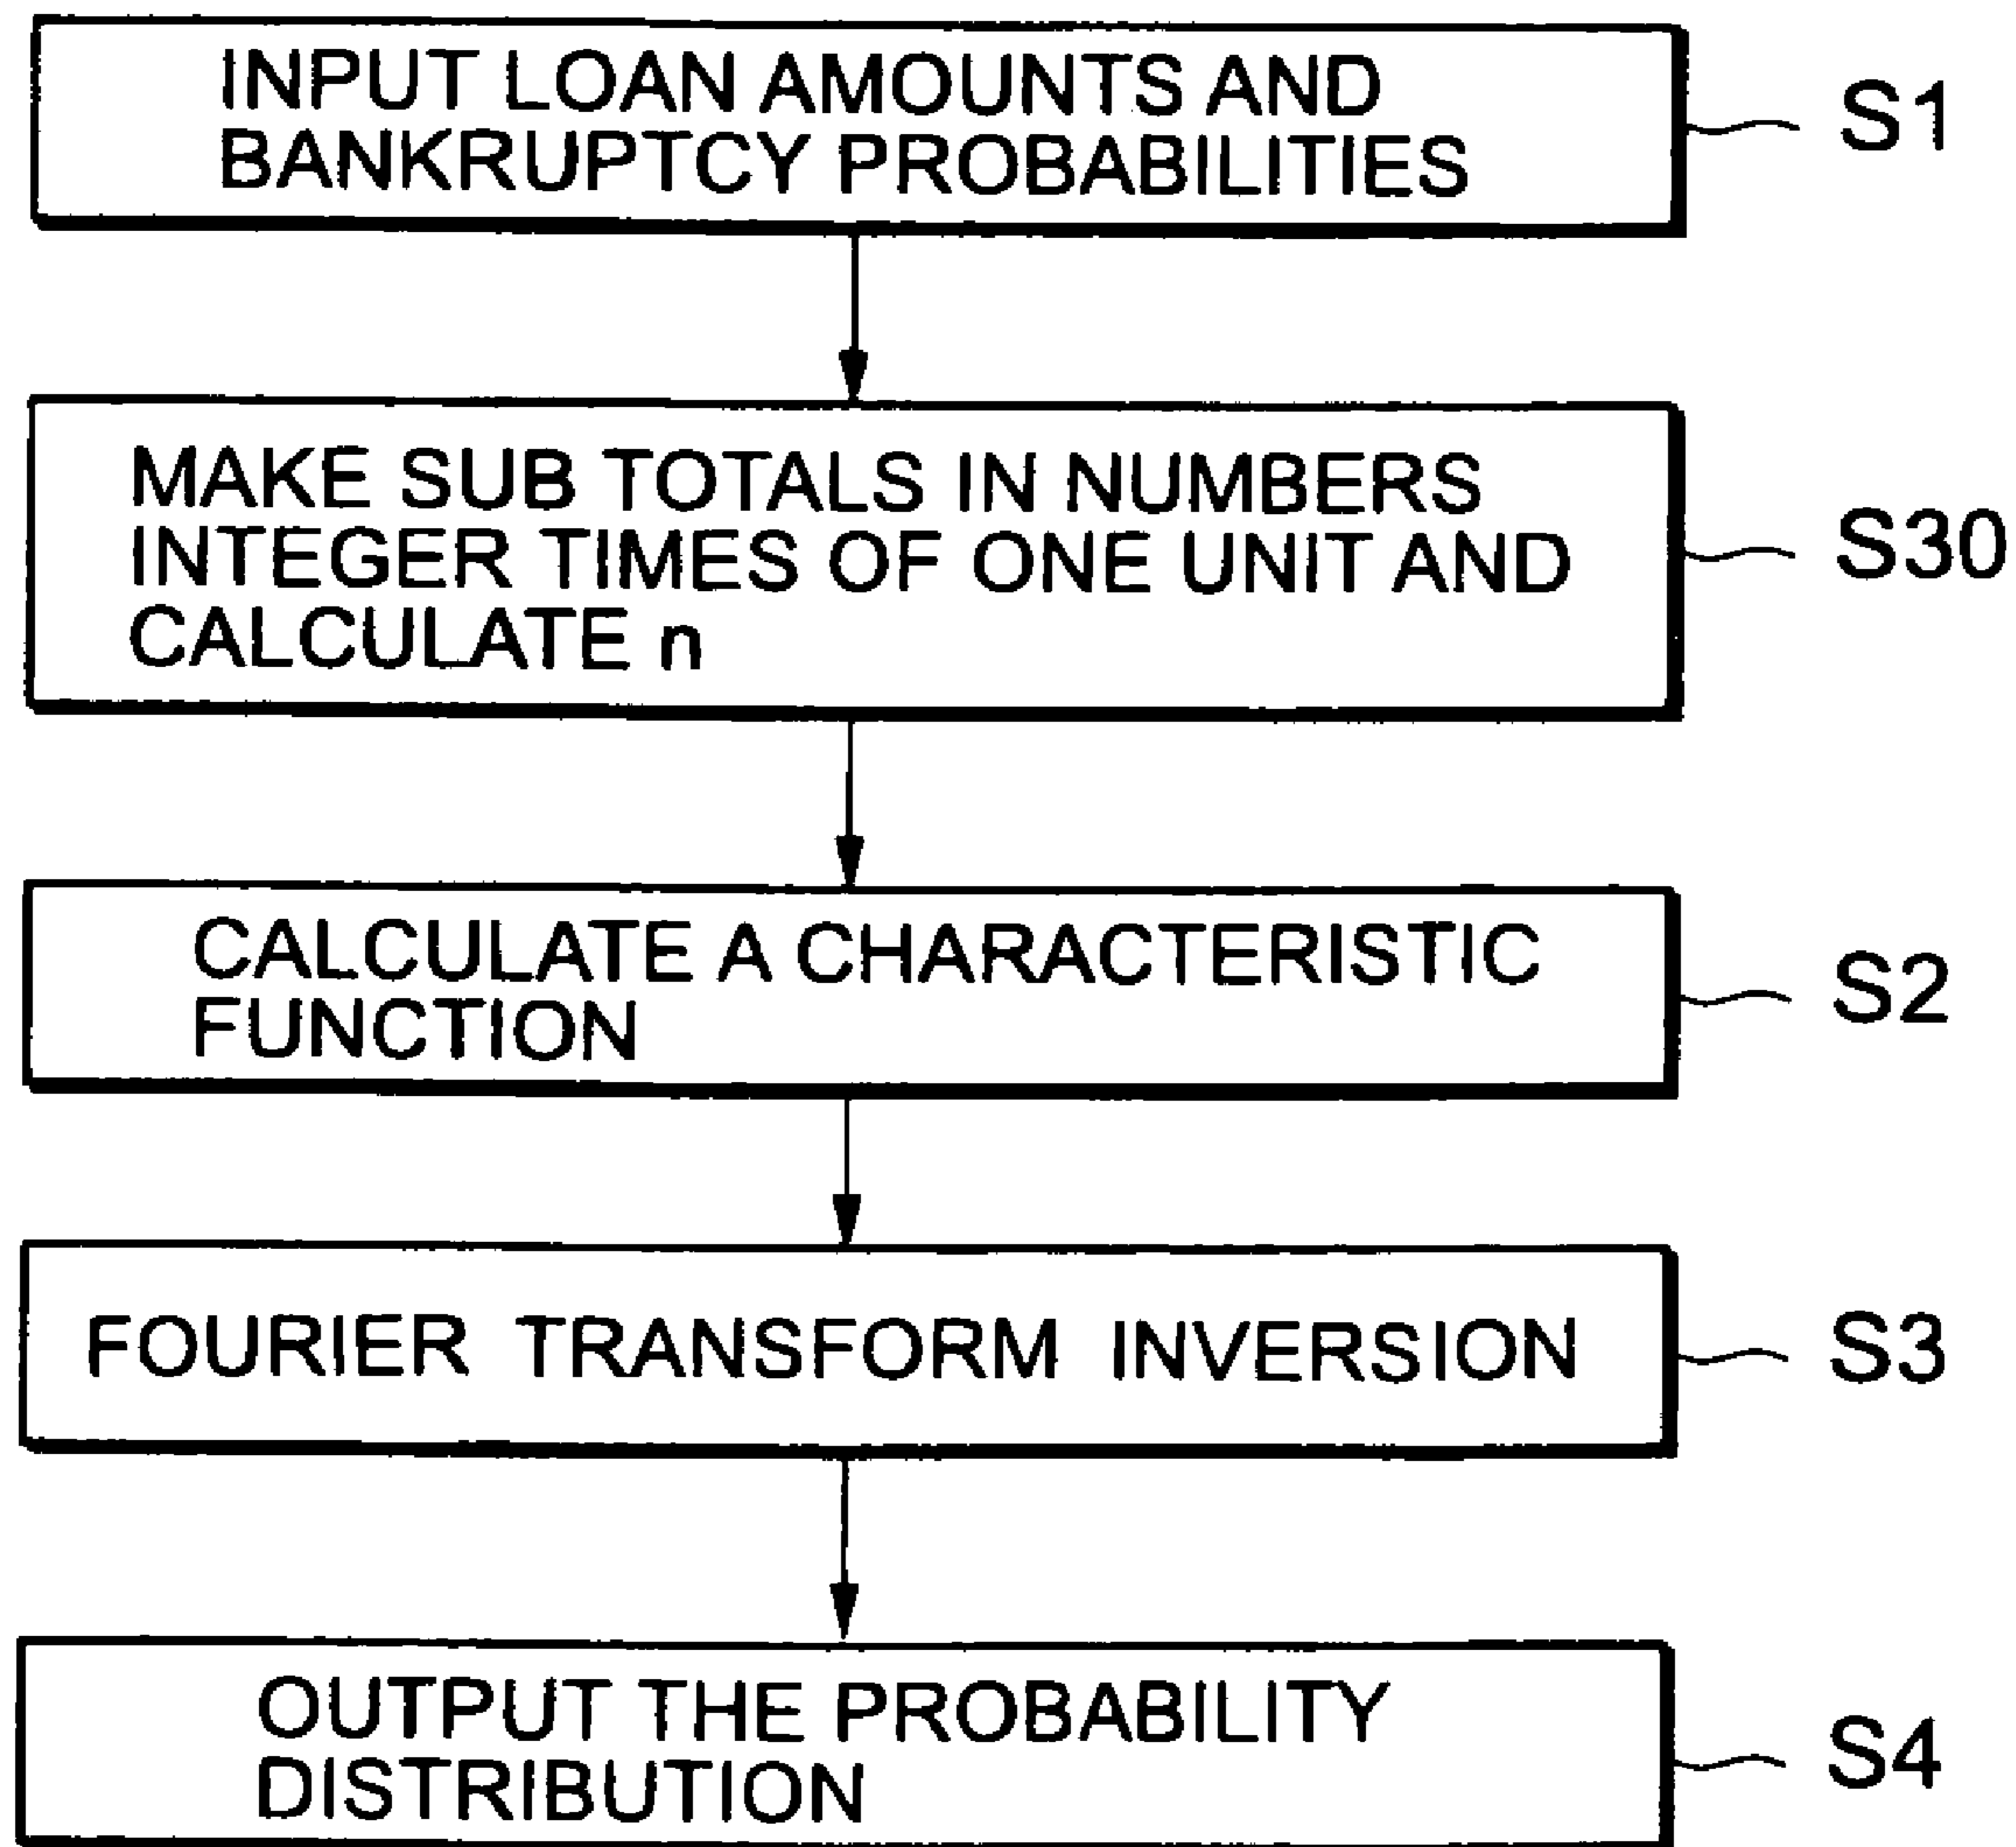 INPUT LOAN AMOUNTS AND
BANKRUPTCY PROBABILITIES
S1
MAKE SUB TOTALS IN NUMBERS
INTEGER TIMES OF ONE UNIT AND
CALCULATE n
S30
CALCULATE A CHARACTERISTIC
FUNCTION
S2
FOURIER TRANSFORM INVERSION
S3
OUTPUT THE PROBABILITY
DISTRIBUTION
S4